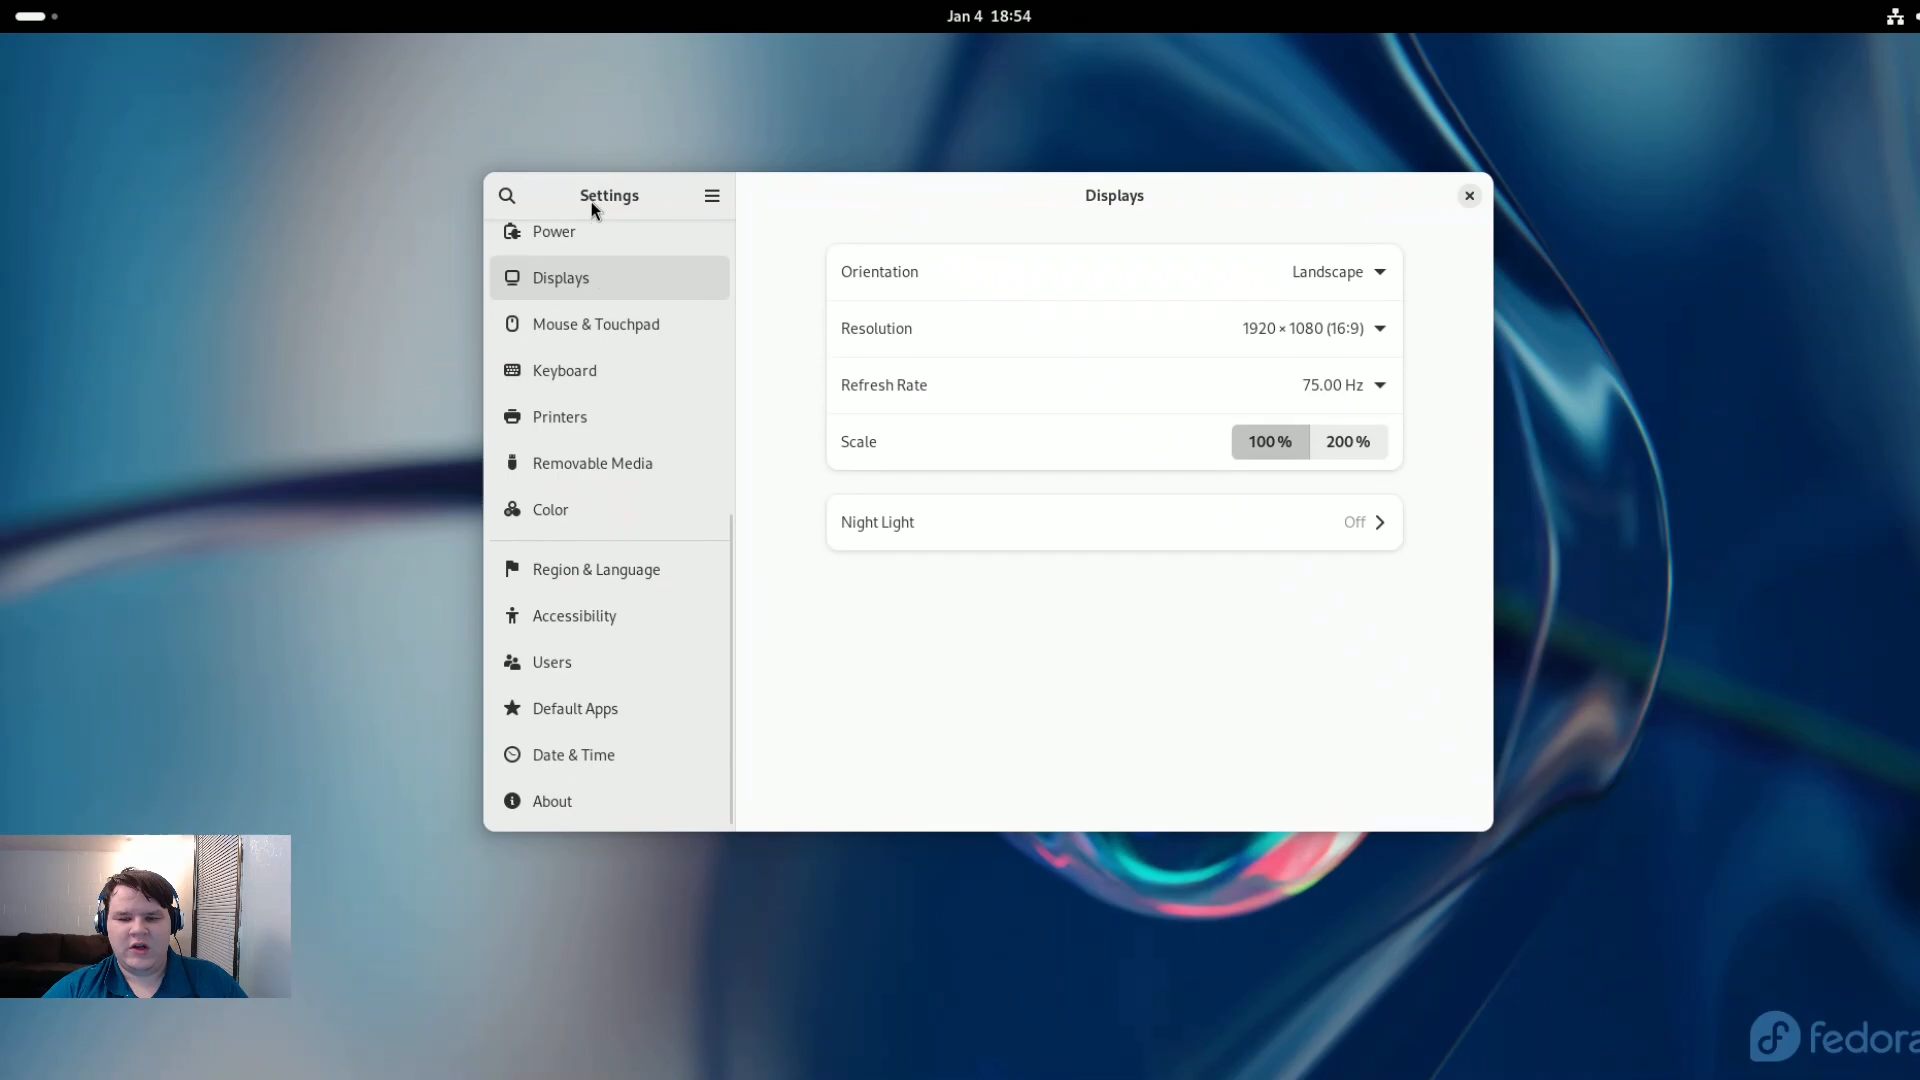 Jan 4 18:54
Settings
Power
Displays
Mouse & Touchpad
Keyboard
Printers
Removable Media
Color
Region & Language
Accessibility
Users
Default Apps
Date & Time
About
Displays
Orientation
Landscape
Resolution
1920 × 1080 (16:9)
Refresh Rate
75.00 Hz
Scale
100 %
200 %
Night Light
Off
fedora